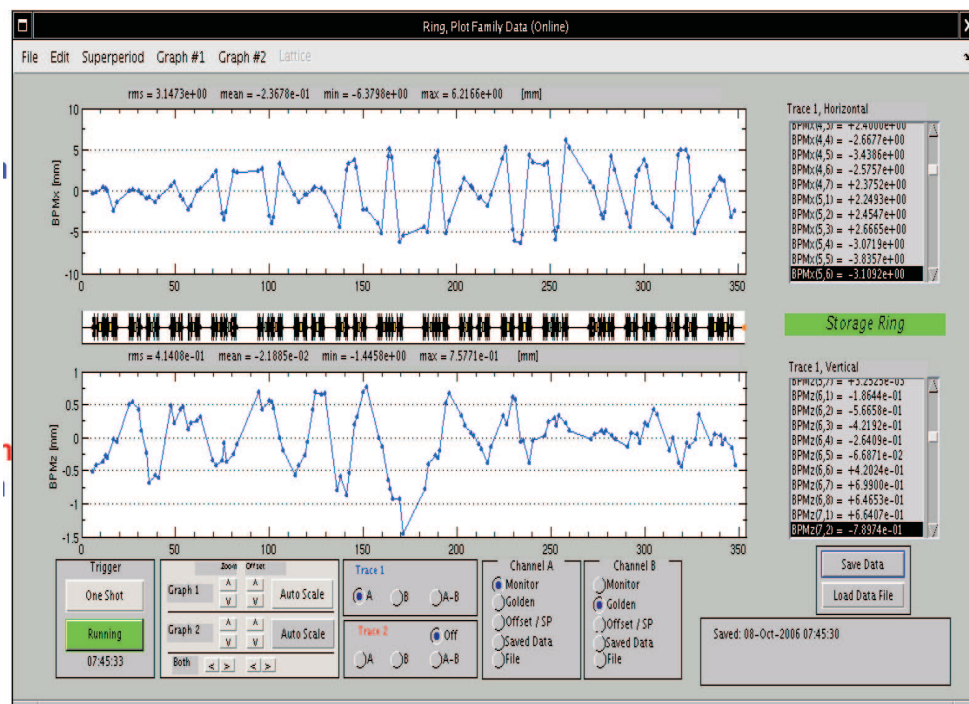 Ring, Plot Family Data (Online)
File Edit Superperiod Graph #1 Graph #2 Lattice
rms = 3.1473e+00 mean = -2.3678e-01 min = -6.3798e+00 max = 6.2166e+00 [mm]
BPMx [mm]
10
5
0
-5
-10
0 50 100 150 200 250 300 350
Trace 1, Horizontal
BPMx(4,3) = +2.4000e+00
BPMx(4,4) = -2.6677e+00
BPMx(4,5) = -3.4386e+00
BPMx(4,6) = -2.5757e+00
BPMx(4,7) = +2.3752e+00
BPMx(5,1) = +2.2493e+00
BPMx(5,2) = +2.4547e+00
BPMx(5,3) = +2.6665e+00
BPMx(5,4) = -3.0719e+00
BPMx(5,5) = -3.8357e+00
BPMx(5,6) = -3.1092e+00
Storage Ring
rms = 4.1408e-01 mean = -2.1885e-02 min = -1.4458e+00 max = 7.5771e-01 [mm]
BPMz [mm]
1
0.5
0
-0.5
-1
-1.5
0 50 100 150 200 250 300 350
Trace 1, Vertical
BPMz(5,7) = +3.2525e-03
BPMz(6,1) = -1.8644e-01
BPMz(6,2) = -5.6658e-01
BPMz(6,3) = -4.2192e-01
BPMz(6,4) = -2.6409e-01
BPMz(6,5) = -6.6871e-02
BPMz(6,6) = +4.2024e-01
BPMz(6,7) = +6.9900e-01
BPMz(6,8) = +6.4653e-01
BPMz(7,1) = +6.6407e-01
BPMz(7,2) = -7.8974e-01
Trigger
One Shot
Running
07:45:33
Zoom Offset
Graph 1 ∧ ∧ Auto Scale
∨ ∨
Graph 2 ∧ ∧ Auto Scale
∨ ∨
Both < > < >
Trace 1
A B A-B
Trace 2 Off
A B A-B
Channel A
Monitor
Golden
Offset / SP
Saved Data
File
Channel B
Monitor
Golden
Offset / SP
Saved Data
File
Save Data
Load Data File
Saved: 08-Oct-2006 07:45:30